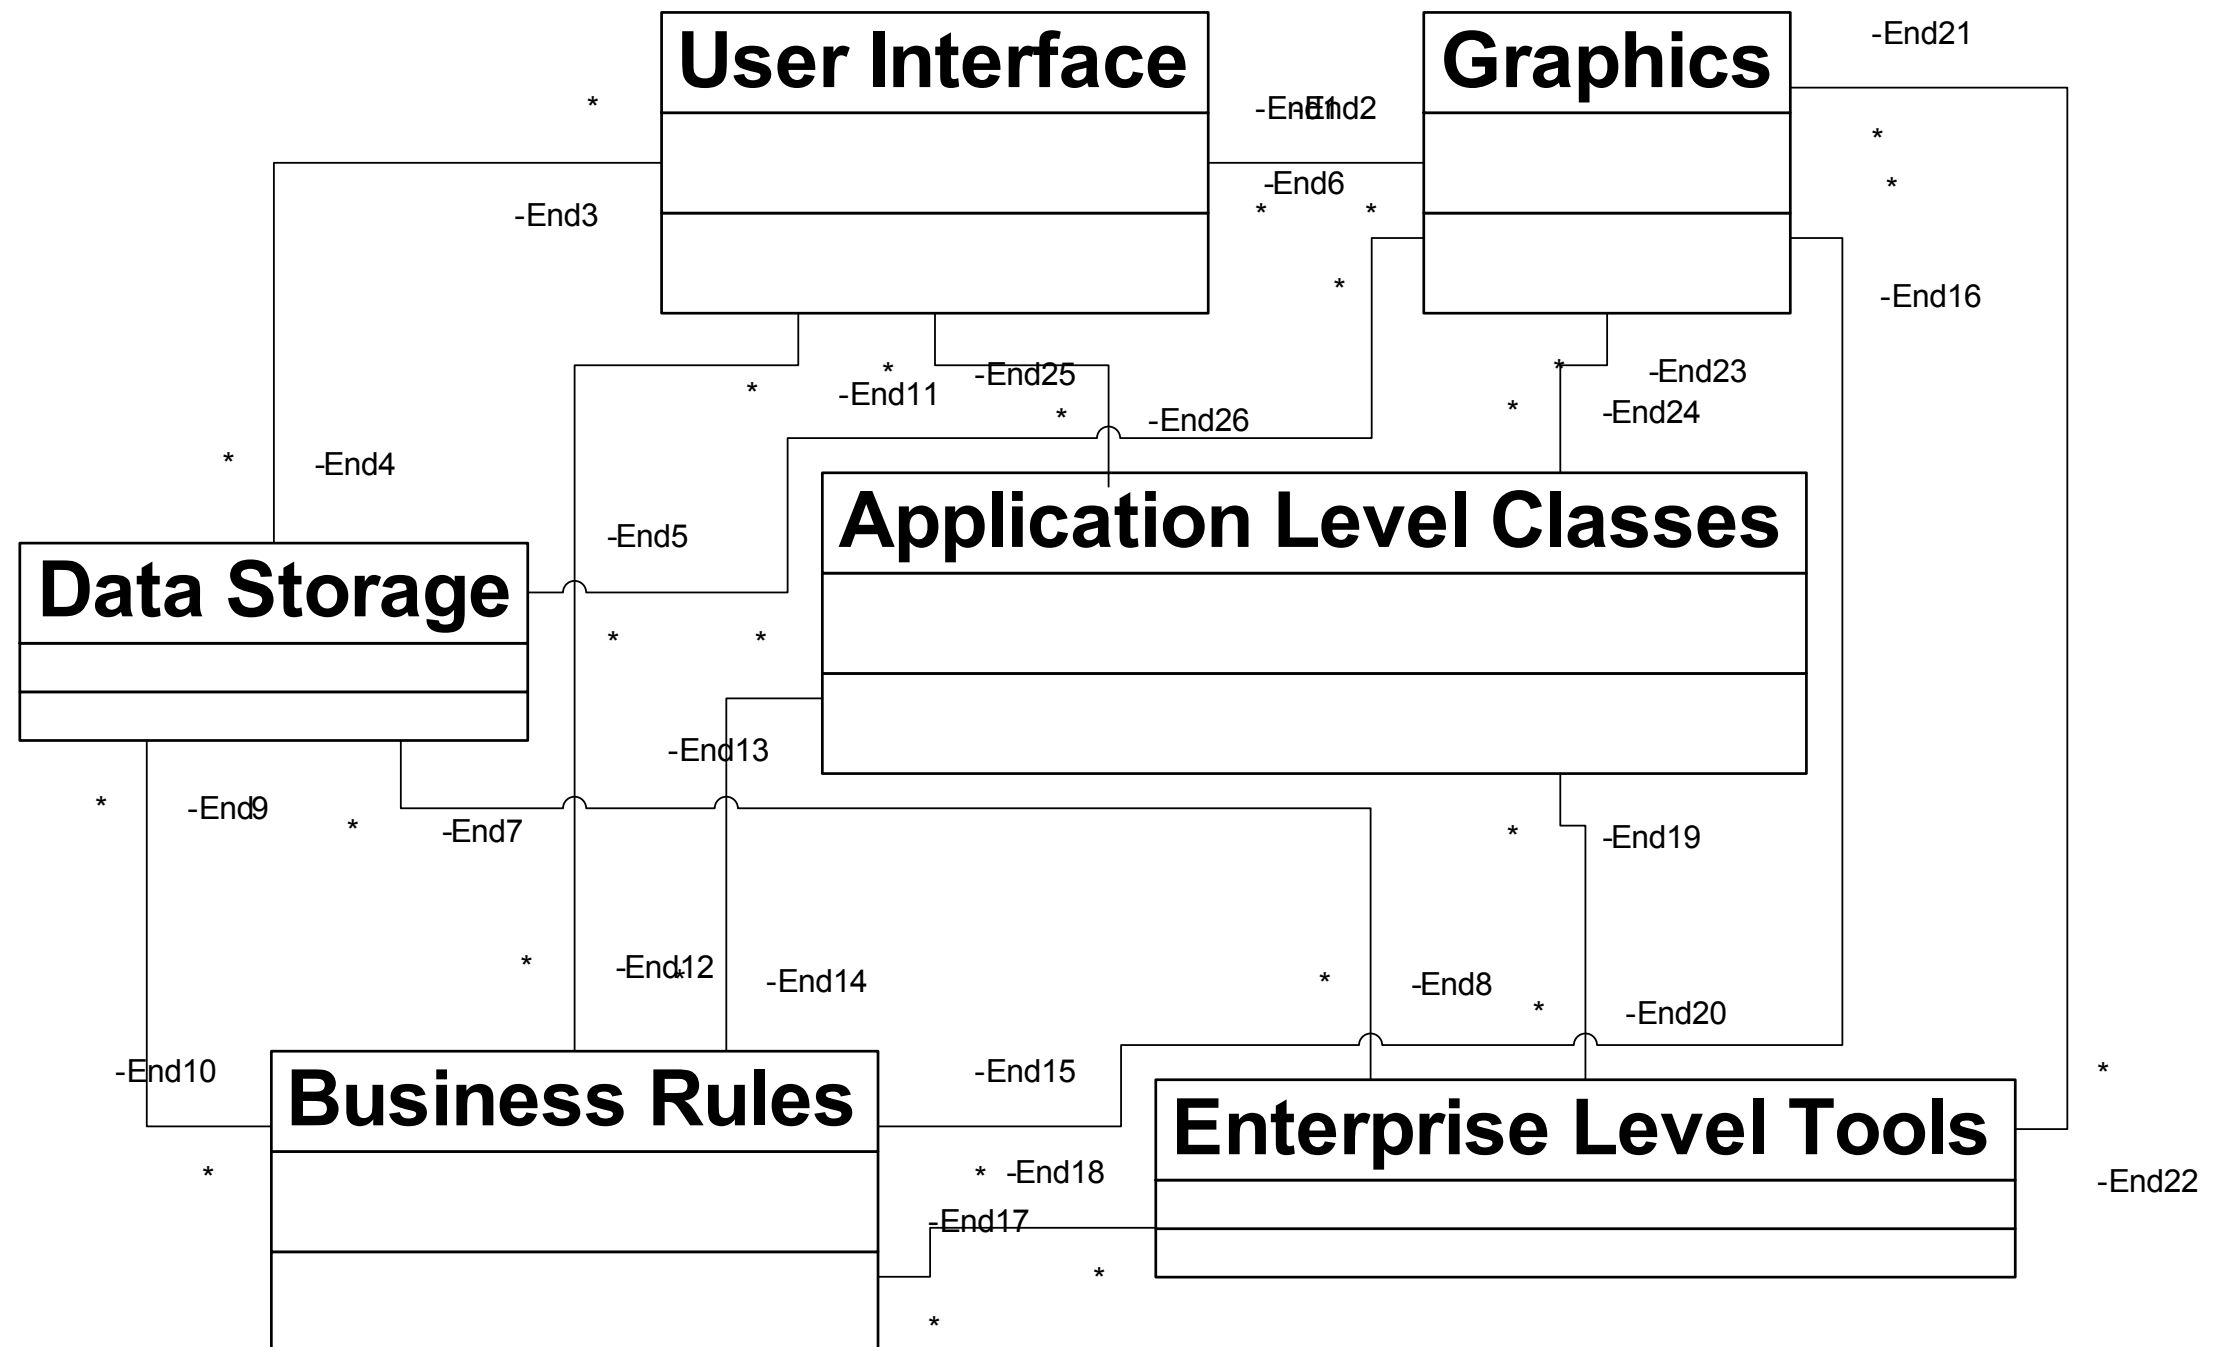 User Interface
Graphics
-End21
*
-End1
-End2
*
-End6
*
-End3
*
*
*
*
-End16
*
-End25
*
-End23
*
-End11
*
-End24
*
-End26
*
-End4
Application Level Classes
-End5
Data Storage
*
*
-End13
*
-End9
*
-End7
*
-End19
*
-End12
*
-End14
*
-End8
*
-End20
-End10
-End15
*
Business Rules
Enterprise Level Tools
*
*
-End18
-End22
-End17
*
*